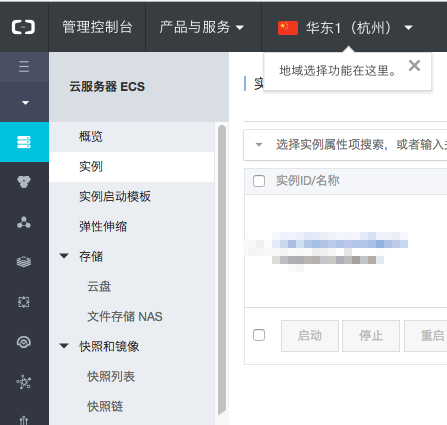 管理控制台 产品与服务 华东1（杭州）
地域选择功能在这里。
云服务器 ECS
概览
选择实例属性项搜索，或者输入
实例
实例ID/名称
实例启动模板
弹性伸缩
存储
云盘
文件存储 NAS
快照和镜像
启动 停止 重启
快照列表
快照链